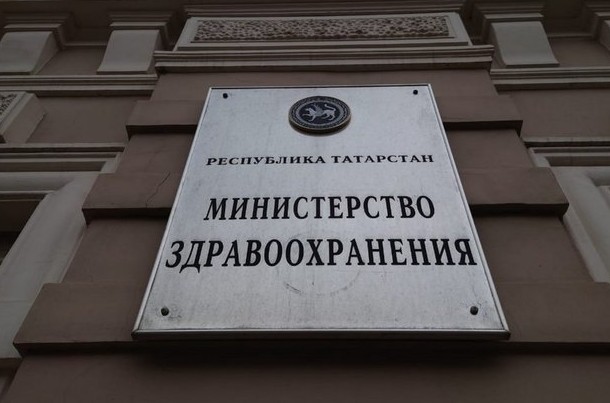 РЕСПУБЛИКА ТАТАРСТАН
МИНИСТЕРСТВО
ЗДРАВООХРАНЕНИЯ